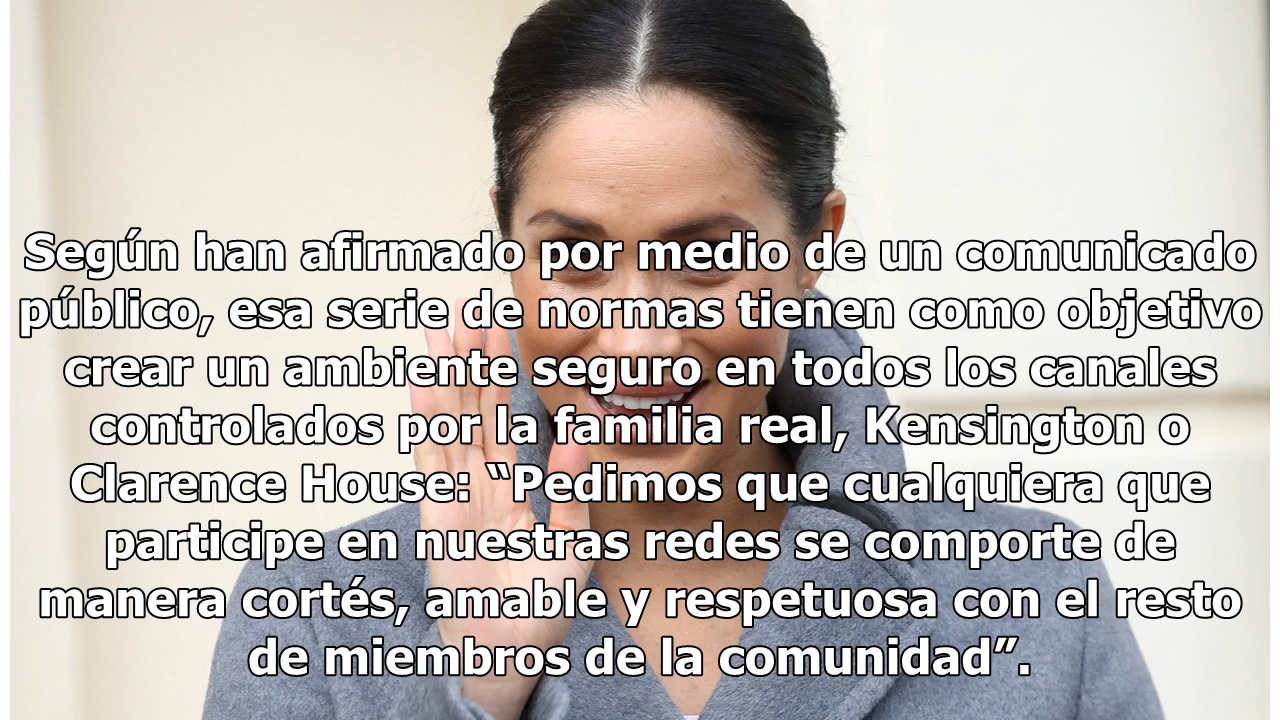 Según han afirmado por medio de un comunicado
público, esa serie de normas tienen como objetivo
crear un ambiente seguro en todos los canales
controlados por la familia real, Kensington o
Clarence House: “Pedimos que cualquiera que
participe en nuestras redes se comporte de
manera cortés, amable y respetuosa con el resto
de miembros de la comunidad”.